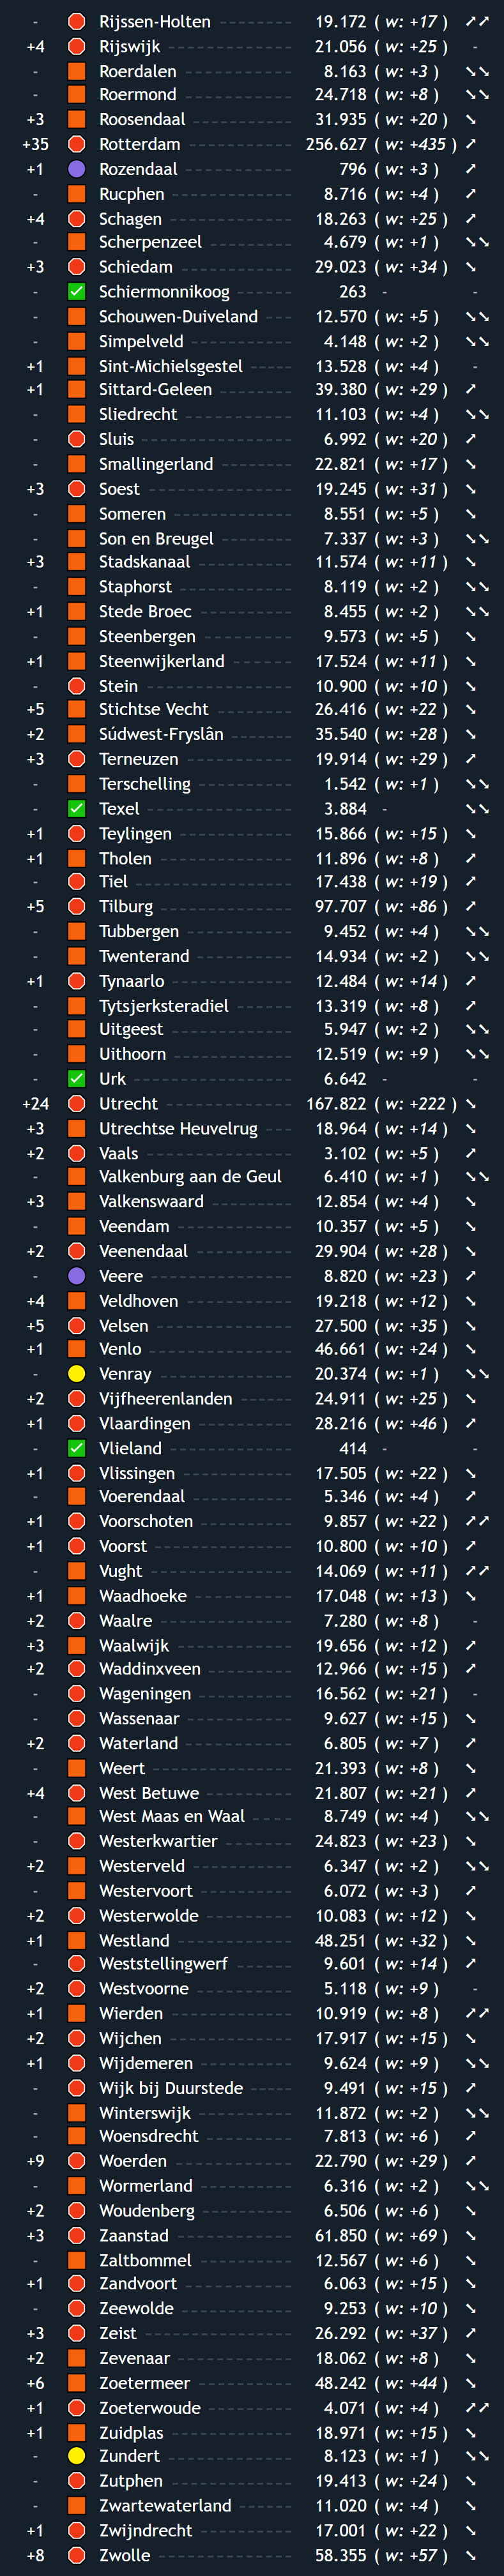 - Rijssen-Holten 19.172 ( w: +17 ) ➚➚
+4 Rijswijk 21.056 ( w: +25 ) -
- Roerdalen 8.163 ( w: +3 ) ➘➘
- Roermond 24.718 ( w: +8 ) ➘➘
+3 Roosendaal 31.935 ( w: +20 ) ➘
+35 Rotterdam 256.627 ( w: +435 ) ➚
+1 Rozendaal 796 ( w: +3 ) ➚
- Rucphen 8.716 ( w: +4 ) ➚
+4 Schagen 18.263 ( w: +25 ) ➚
- Scherpenzeel 4.679 ( w: +1 ) ➘➘
+3 Schiedam 29.023 ( w: +34 ) ➘
- Schiermonnikoog 263 - -
- Schouwen-Duiveland 12.570 ( w: +5 ) ➘➘
- Simpelveld 4.148 ( w: +2 ) ➘➘
+1 Sint-Michielsgestel 13.528 ( w: +4 ) -
+1 Sittard-Geleen 39.380 ( w: +29 ) ➚
- Sliedrecht 11.103 ( w: +4 ) ➘➘
- Sluis 6.992 ( w: +20 ) ➚
- Smallingerland 22.821 ( w: +17 ) ➘
+3 Soest 19.245 ( w: +31 ) ➘
- Someren 8.551 ( w: +5 ) ➘
- Son en Breugel 7.337 ( w: +3 ) ➘➘
+3 Stadskanaal 11.574 ( w: +11 ) ➘
- Staphorst 8.119 ( w: +2 ) ➘➘
+1 Stede Broec 8.455 ( w: +2 ) ➘➘
- Steenbergen 9.573 ( w: +5 ) ➘
+1 Steenwijkerland 17.524 ( w: +11 ) ➘
- Stein 10.900 ( w: +10 ) ➘
+5 Stichtse Vecht 26.416 ( w: +22 ) ➘
+2 Súdwest-Fryslân 35.540 ( w: +28 ) ➘
+3 Terneuzen 19.914 ( w: +29 ) ➚
- Terschelling 1.542 ( w: +1 ) ➘➘
- Texel 3.884 - ➘➘
+1 Teylingen 15.866 ( w: +15 ) ➘
+1 Tholen 11.896 ( w: +8 ) ➚
- Tiel 17.438 ( w: +19 ) ➚
+5 Tilburg 97.707 ( w: +86 ) ➚
- Tubbergen 9.452 ( w: +4 ) ➘➘
- Twenterand 14.934 ( w: +2 ) ➘➘
+1 Tynaarlo 12.484 ( w: +14 ) ➚
- Tytsjerksteradiel 13.319 ( w: +8 ) ➚
- Uitgeest 5.947 ( w: +2 ) ➘➘
- Uithoorn 12.519 ( w: +9 ) ➘➘
- Urk 6.642 - -
+24 Utrecht 167.822 ( w: +222 ) ➘
+3 Utrechtse Heuvelrug 18.964 ( w: +14 ) ➘
+2 Vaals 3.102 ( w: +5 ) ➚
- Valkenburg aan de Geul 6.410 ( w: +1 ) ➘➘
+3 Valkenswaard 12.854 ( w: +4 ) ➘
- Veendam 10.357 ( w: +5 ) ➘
+2 Veenendaal 29.904 ( w: +28 ) ➘
- Veere 8.820 ( w: +23 ) ➚
+4 Veldhoven 19.218 ( w: +12 ) ➘
+5 Velsen 27.500 ( w: +35 ) ➘
+1 Venlo 46.661 ( w: +24 ) ➘
- Venray 20.374 ( w: +1 ) ➘➘
+2 Vijfheerenlanden 24.911 ( w: +25 ) ➘
+1 Vlaardingen 28.216 ( w: +46 ) ➚
- Vlieland 414 - -
+1 Vlissingen 17.505 ( w: +22 ) ➘
- Voerendaal 5.346 ( w: +4 ) ➚
+1 Voorschoten 9.857 ( w: +22 ) ➚➚
+1 Voorst 10.800 ( w: +10 ) ➚
- Vught 14.069 ( w: +11 ) ➚➚
+1 Waadhoeke 17.048 ( w: +13 ) ➘
+2 Waalre 7.280 ( w: +8 ) -
+3 Waalwijk 19.656 ( w: +12 ) ➚
+2 Waddinxveen 12.966 ( w: +15 ) ➚
- Wageningen 16.562 ( w: +21 ) -
- Wassenaar 9.627 ( w: +15 ) ➘
+2 Waterland 6.805 ( w: +7 ) ➚
- Weert 21.393 ( w: +8 ) ➘
+4 West Betuwe 21.807 ( w: +21 ) ➚
- West Maas en Waal 8.749 ( w: +4 ) ➘➘
- Westerkwartier 24.823 ( w: +23 ) ➘
+2 Westerveld 6.347 ( w: +2 ) ➘➘
- Westervoort 6.072 ( w: +3 ) ➚
+2 Westerwolde 10.083 ( w: +12 ) ➘
+1 Westland 48.251 ( w: +32 ) ➘
- Weststellingwerf 9.601 ( w: +14 ) ➚
+2 Westvoorne 5.118 ( w: +9 ) -
+1 Wierden 10.919 ( w: +8 ) ➚➚
+2 Wijchen 17.917 ( w: +15 ) ➘
+1 Wijdemeren 9.624 ( w: +9 ) ➘➘
- Wijk bij Duurstede 9.491 ( w: +15 ) ➚
- Winterswijk 11.872 ( w: +2 ) ➘➘
- Woensdrecht 7.813 ( w: +6 ) ➚
+9 Woerden 22.790 ( w: +29 ) ➚
- Wormerland 6.316 ( w: +2 ) ➘➘
+2 Woudenberg 6.506 ( w: +6 ) ➘
+3 Zaanstad 61.850 ( w: +69 ) ➘
- Zaltbommel 12.567 ( w: +6 ) ➘
+1 Zandvoort 6.063 ( w: +15 ) ➘
- Zeewolde 9.253 ( w: +10 ) ➘
+3 Zeist 26.292 ( w: +37 ) ➚
+2 Zevenaar 18.062 ( w: +8 ) ➘
+6 Zoetermeer 48.242 ( w: +44 ) ➘
+1 Zoeterwoude 4.071 ( w: +4 ) ➚➚
+1 Zuidplas 18.971 ( w: +15 ) ➘
- Zundert 8.123 ( w: +1 ) ➘➘
- Zutphen 19.413 ( w: +24 ) ➘
- Zwartewaterland 11.020 ( w: +4 ) ➘
+1 Zwijndrecht 17.001 ( w: +22 ) ➘
+8 Zwolle 58.355 ( w: +57 ) ➘